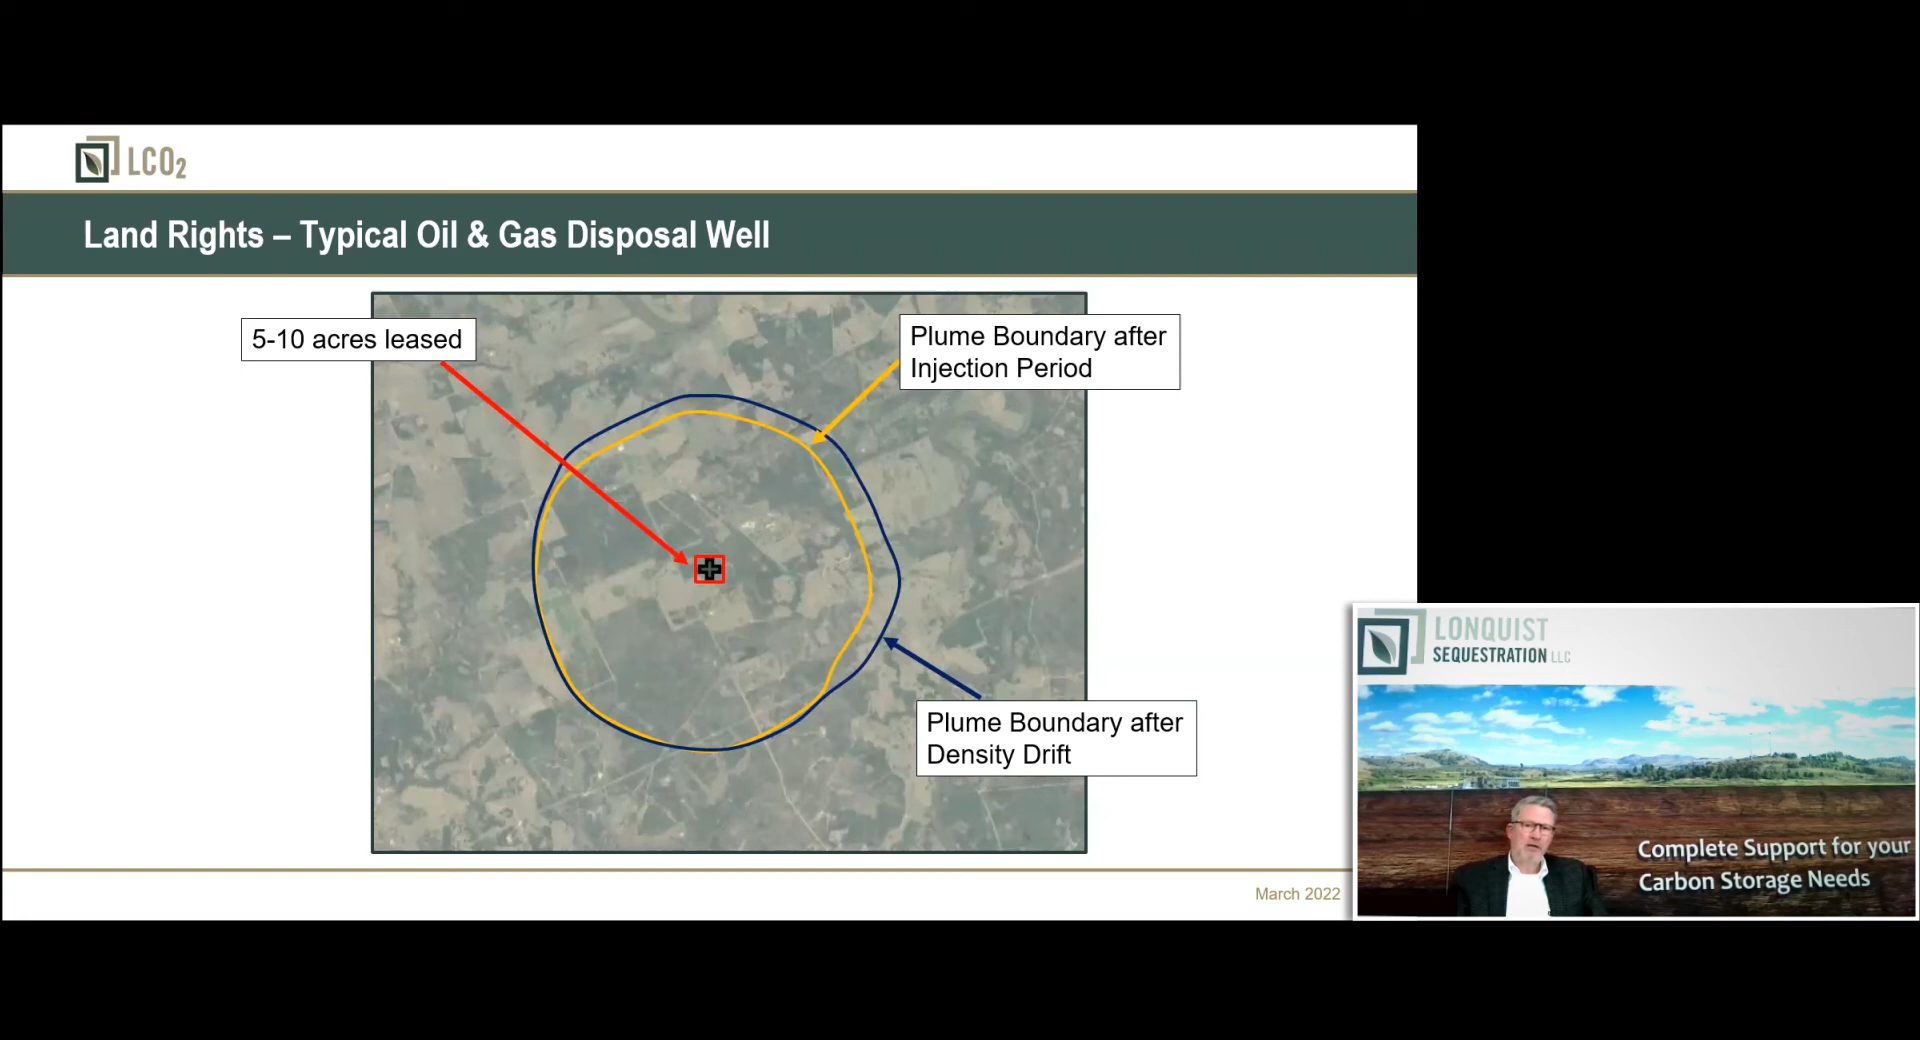 LCO2
Land Rights – Typical Oil & Gas Disposal Well
5-10 acres leased
Plume Boundary after
Injection Period
Plume Boundary after
Density Drift
March 2022
LONQUIST
SEQUESTRATION LLC
Complete Support for your
Carbon Storage Needs